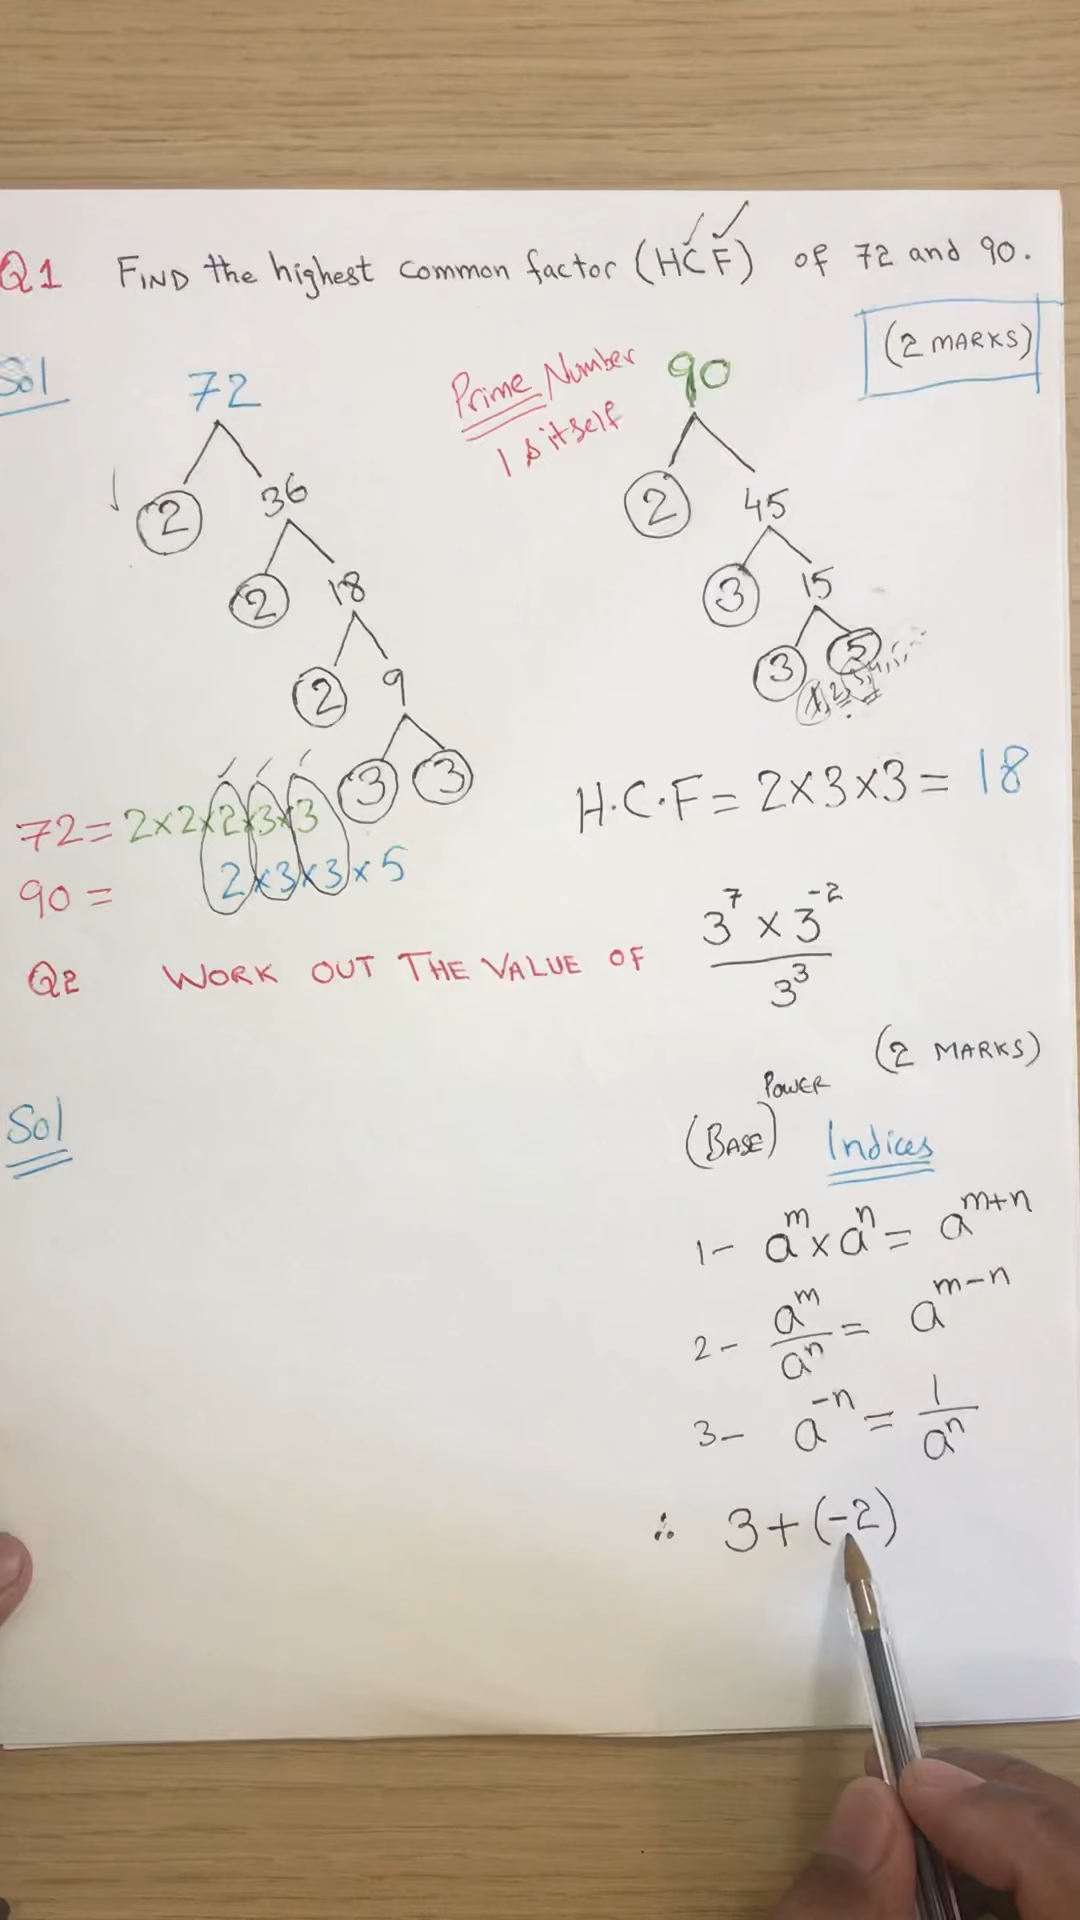 Q1 FIND the highest common factor (HCF) of 72 and 90.
(2 MARKS)
Sol
72
Prime Number
1 & itself
90
2 36
2 45
2 18
3 15
2 9
3 5
3 3
72 = 2×2×2×3×3
90 = 2×3×3×5
H.C.F = 2×3×3 = 18
Q2 WORK OUT THE VALUE OF 3^7 × 3^-2 / 3^3
(2 MARKS)
Sol
(BASE)^POWER Indices
1- a^m × a^n = a^m+n
2- a^m / a^n = a^m-n
3- a^-n = 1 / a^n
∴ 3+(-2)